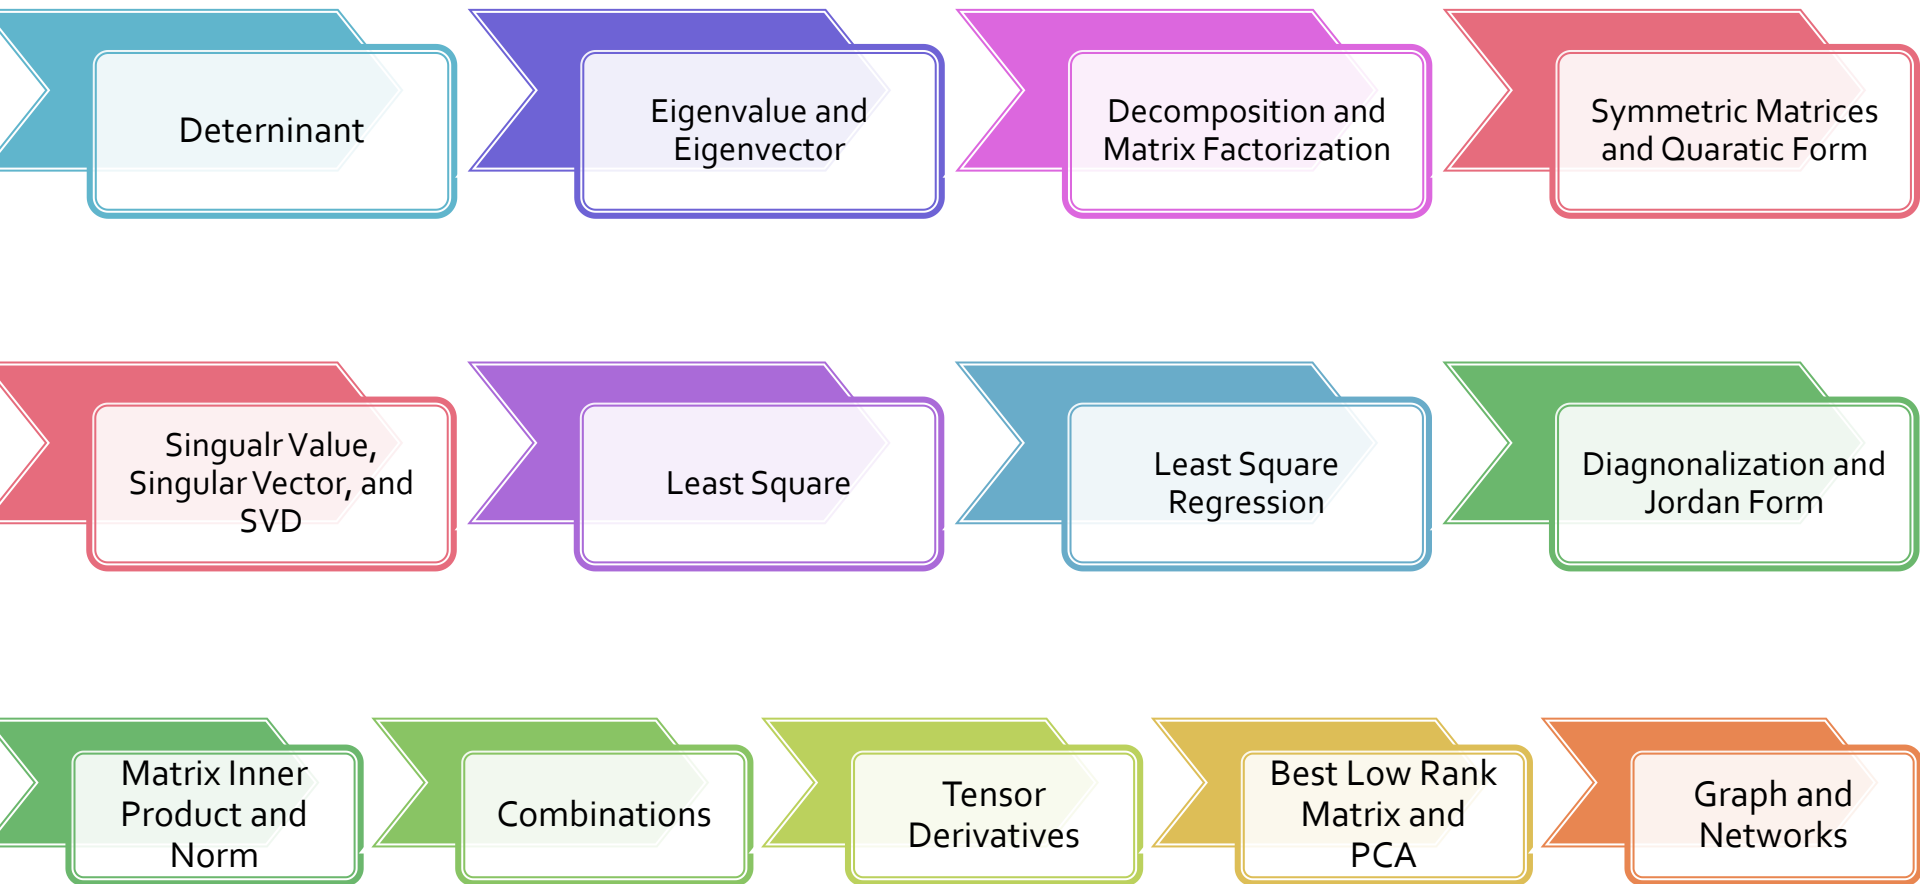 Deterninant
Eigenvalue and
Eigenvector
Decomposition and
Matrix Factorization
Symmetric Matrices
and Quaratic Form
Singualr Value,
Singular Vector, and
SVD
Least Square
Least Square
Regression
Diagnonalization and
Jordan Form
Matrix Inner
Product and
Norm
Combinations
Tensor
Derivatives
Best Low Rank
Matrix and
PCA
Graph and
Networks